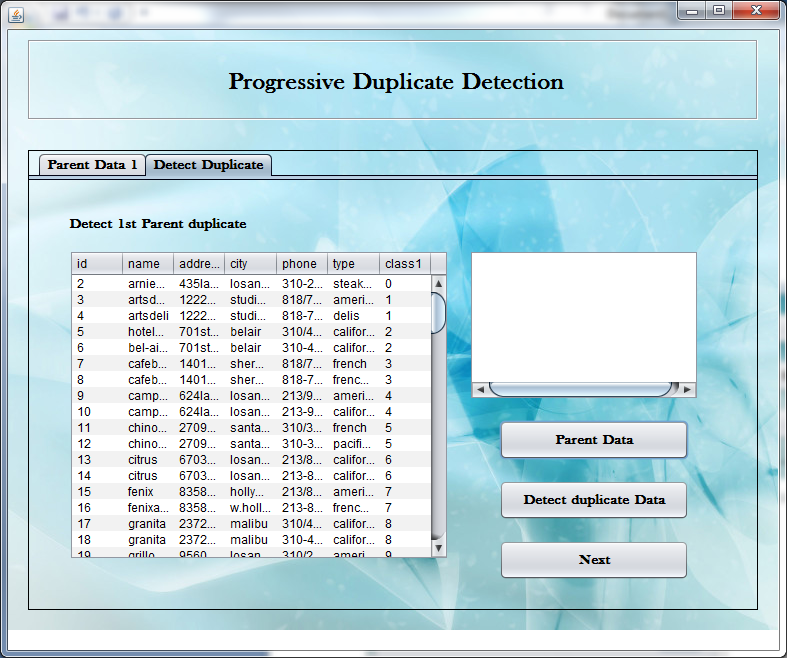 Progressive Duplicate Detection
Parent Data 1 Detect Duplicate
Detect 1st Parent duplicate
id name addre... city phone type class1
2 arnie... 435la... losan... 310-2... steak... 0
3 artsd... 1222... studi... 818/7... ameri... 1
4 artsdeli 1222... studi... 818-7... delis 1
5 hotel... 701st... belair 310/4... califor... 2
6 bel-ai... 701st... belair 310-4... califor... 2
7 cafeb... 1401... sher... 818/7... french 3
8 cafeb... 1401... sher... 818-7... frenc... 3
9 camp... 624la... losan... 213/9... ameri... 4
10 camp... 624la... losan... 213-9... califor... 4
11 chino... 2709... santa... 310/3... french 5
12 chino... 2709... santa... 310-3... pacifi... 5
13 citrus 6703... losan... 213/8... califor... 6
14 citrus 6703... losan... 213-8... califor... 6
15 fenix 8358... holly... 213/8... ameri... 7
16 fenixa... 8358... w.holl... 213-8... frenc... 7
17 granita 2372... malibu 310/4... califor... 8
18 granita 2372... malibu 310-4... califor... 8
19 grillo 9560 losan 310/2 ameri 9
Parent Data
Detect duplicate Data
Next